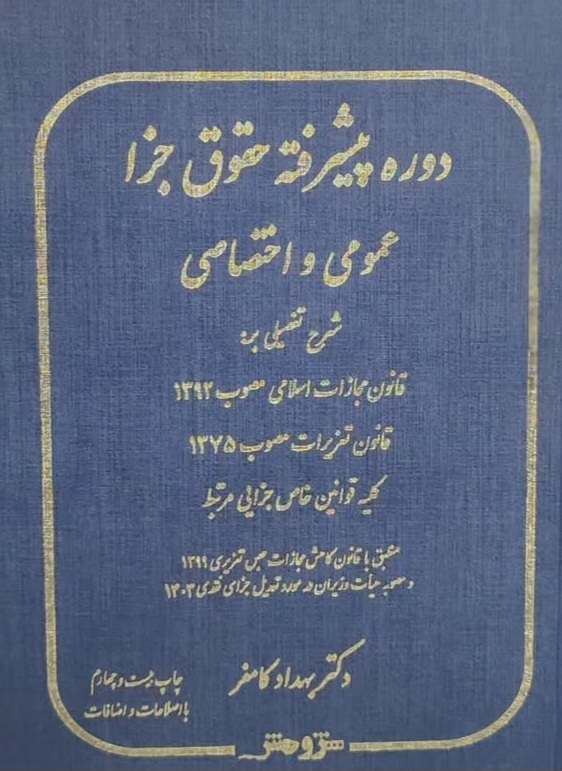 دوره پیشرفته حقوق جزا
عمومی و اختصاصی
شرح تفصیلی بر:
قانون مجازات اسلامی مصوب ۱۳۹۲
قانون تعزیرات مصوب ۱۳۷۵
کلیه قوانین خاص جزایی مرتبط
منطبق با قانون کاهش مجازات حبس تعزیری ۱۳۹۹
و مصوبه هیأت وزیران در مورد تعدیل جزای نقدی ۱۴۰۳
دکتر بهداد کامفر
چاپ بیست و چهارم
با اصلاحات و اضافات